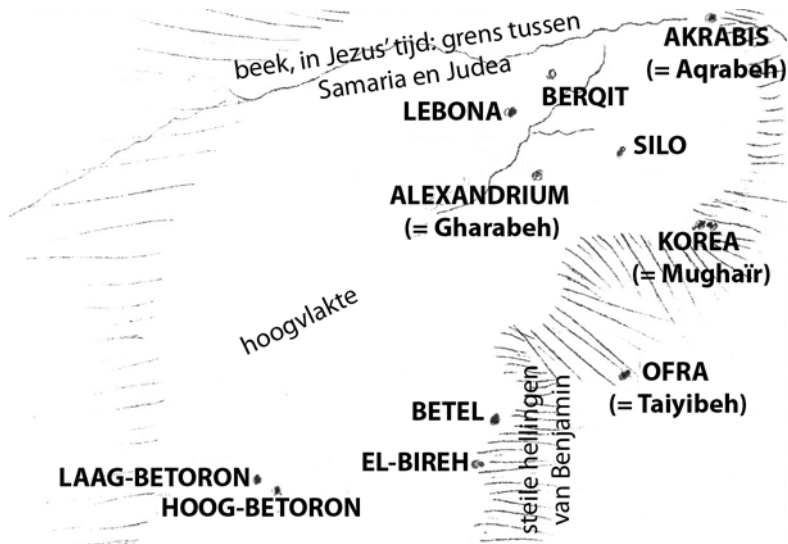 AKRABIS
(= Aqrabeh)
beek, in Jezus’ tijd: grens tussen
Samaria en Judea
BERQIT
LEBONA
SILO
ALEXANDRIUM
(= Gharabeh)
KOREA
(= Mughaïr)
hoogvlakte
OFRA
(= Taiyibeh)
steile hellingen
van Benjamin
BETEL
EL-BIREH
LAAG-BETORON
HOOG-BETORON